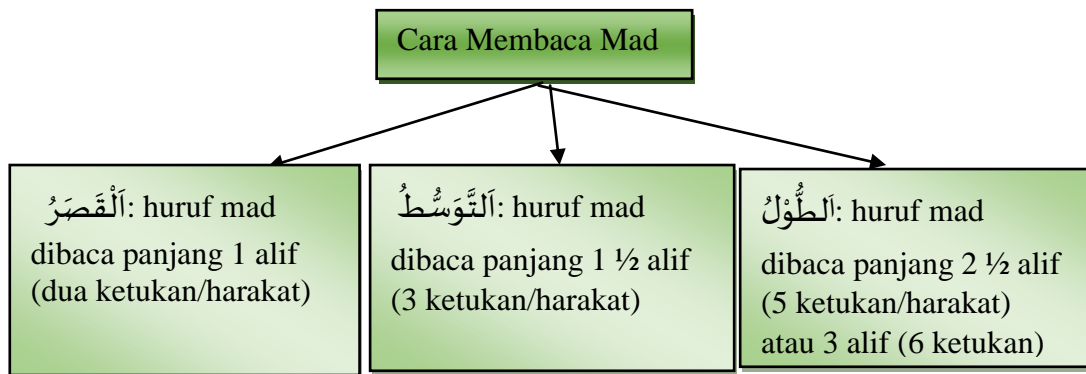 Cara Membaca Mad
اَلْقَصَرُ: huruf mad
dibaca panjang 1 alif
(dua ketukan/harakat)
اَلتَّوَسُّطُ: huruf mad
dibaca panjang 1 ½ alif
(3 ketukan/harakat)
اَلطُّوْلُ: huruf mad
dibaca panjang 2 ½ alif
(5 ketukan/harakat)
atau 3 alif (6 ketukan)